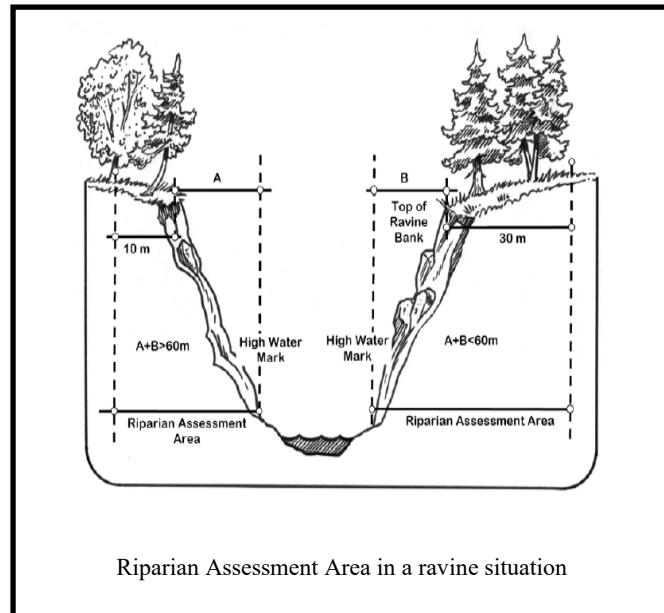 A
B
Top of
Ravine
Bank
10 m
30 m
High Water
Mark
High Water
Mark
A+B>60m
A+B<60m
Riparian Assessment
Area
Riparian Assessment Area
Riparian Assessment Area in a ravine situation